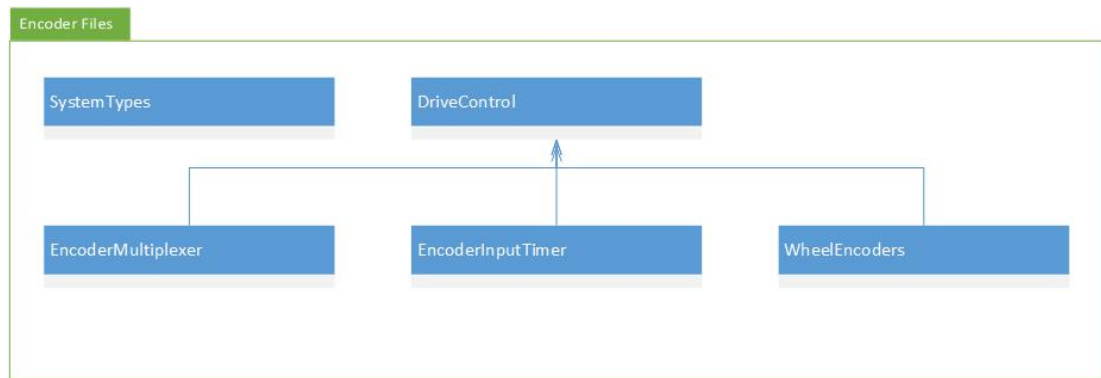 Encoder Files
SystemTypes
DriveControl
EncoderMultiplexer
EncoderInputTimer
WheelEncoders